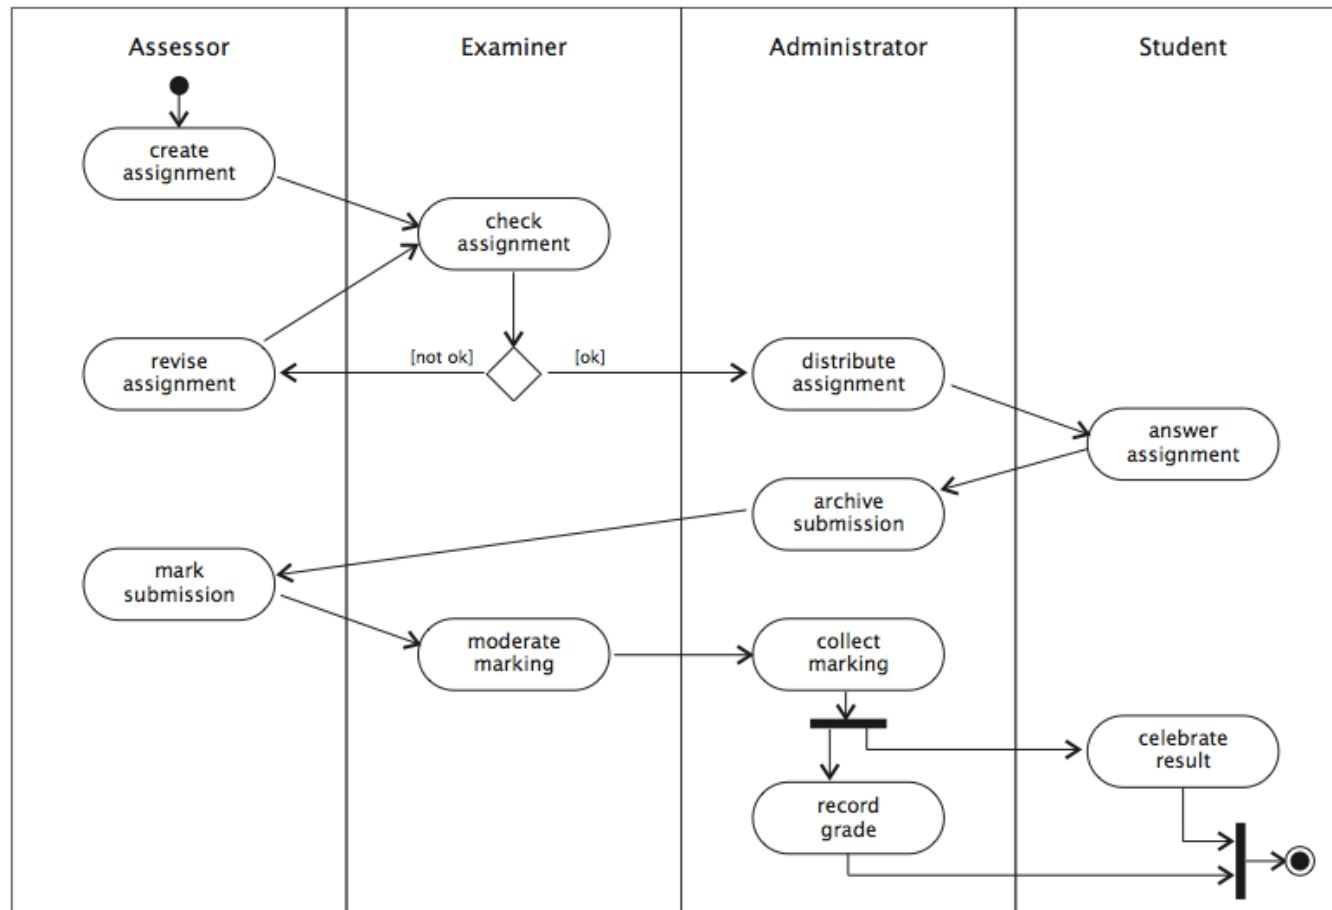 Assessor
Examiner
Administrator
Student
create
assignment
check
assignment
revise
assignment
[not ok]
[ok]
distribute
assignment
answer
assignment
archive
submission
mark
submission
moderate
marking
collect
marking
celebrate
result
record
grade